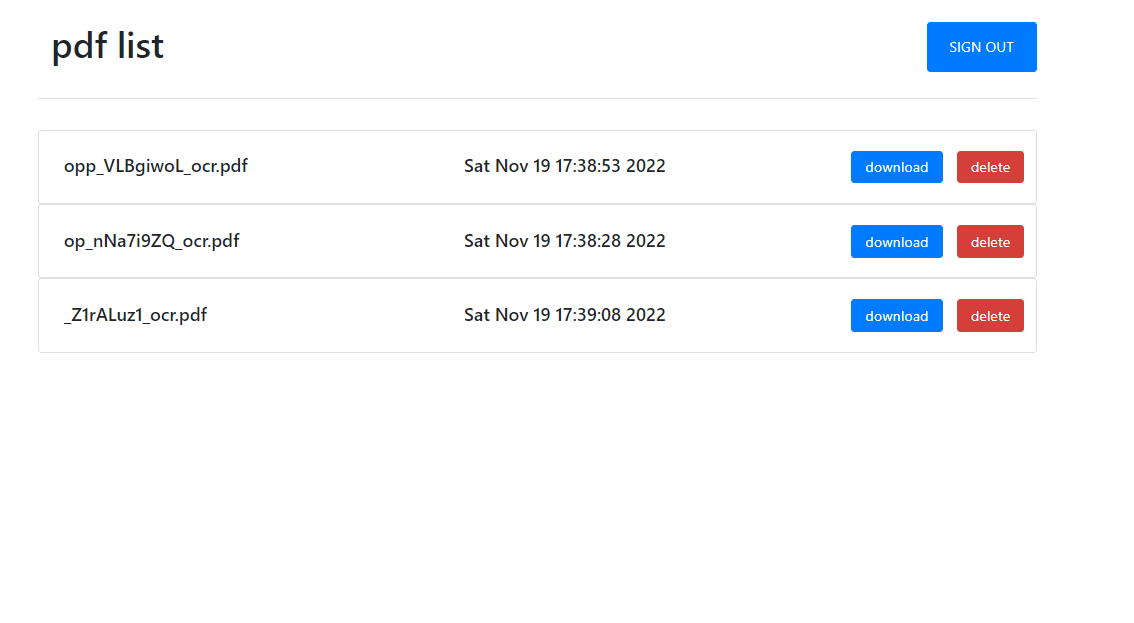 pdf list
SIGN OUT
opp_VLBgiwoL_ocr.pdf Sat Nov 19 17:38:53 2022 download delete
op_nNa7i9ZQ_ocr.pdf Sat Nov 19 17:38:28 2022 download delete
_Z1rALuz1_ocr.pdf Sat Nov 19 17:39:08 2022 download delete